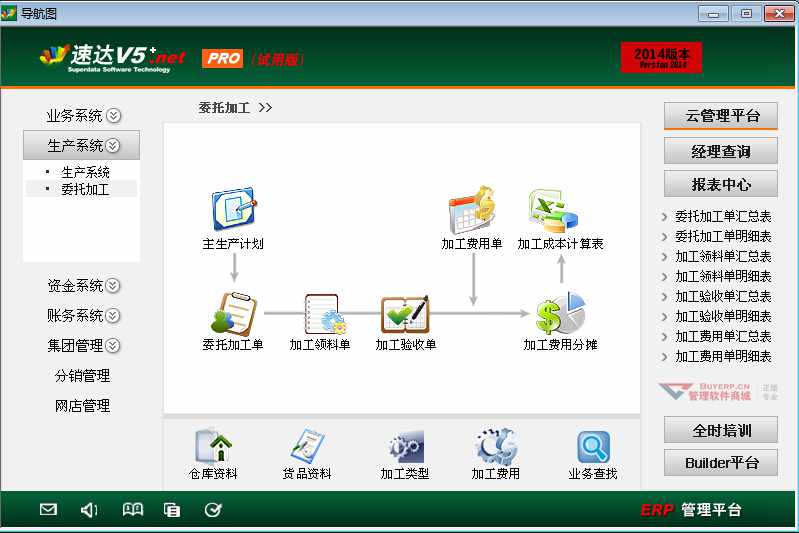 导航图
速达V5+.net
Superdata Software Technology
PRO
(试用版)
2014版本
Version 2014
业务系统
生产系统
生产系统
委托加工
资金系统
账务系统
集团管理
分销管理
网店管理
委托加工 >>
主生产计划
加工费用单
加工成本计算表
委托加工单
加工领料单
加工验收单
加工费用分摊
仓库资料
货品资料
加工类型
加工费用
业务查找
云管理平台
经理查询
报表中心
委托加工单汇总表
委托加工单明细表
加工领料单汇总表
加工领料单明细表
加工验收单汇总表
加工验收单明细表
加工费用单汇总表
加工费用单明细表
BUYERP.CN
管理软件商城
正版
专业
全时培训
Builder平台
ERP 管理平台